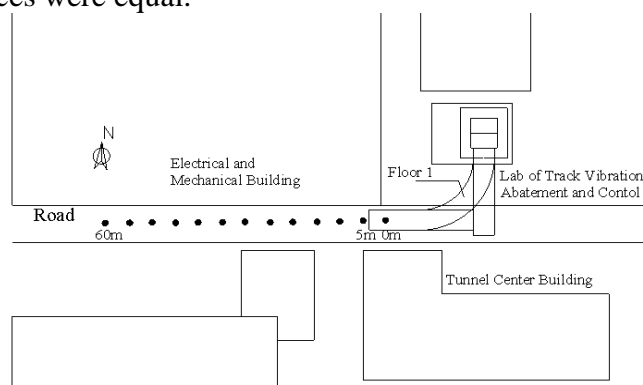 ees were equal.
N
Electrical and
Mechanical Building
Floor 1
Lab of Track Vibration
Abatement and Contol
Road
60m
5m 0m
Tunnel Center Building